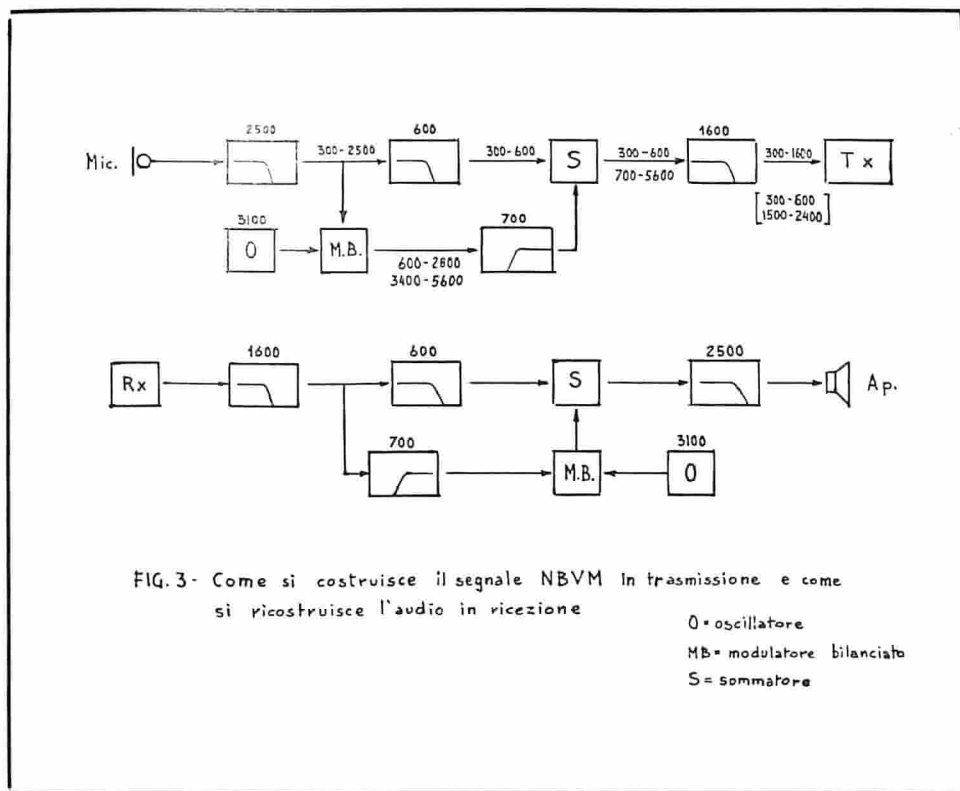 2500
600
1600
Mic.
300-2500
300-600
S
300-600
700-5600
300-1600
Tx
[300-600
1500-2400]
3100
O
M.B.
600-2800
3400-5600
700
1600
600
2500
Rx
S
Ap.
700
M.B.
3100
O
FIG. 3 - Come si costruisce il segnale NBVM In trasmissione e come
si ricostruisce l'audio in ricezione
O = oscillatore
MB = modulatore bilanciato
S = sommatore